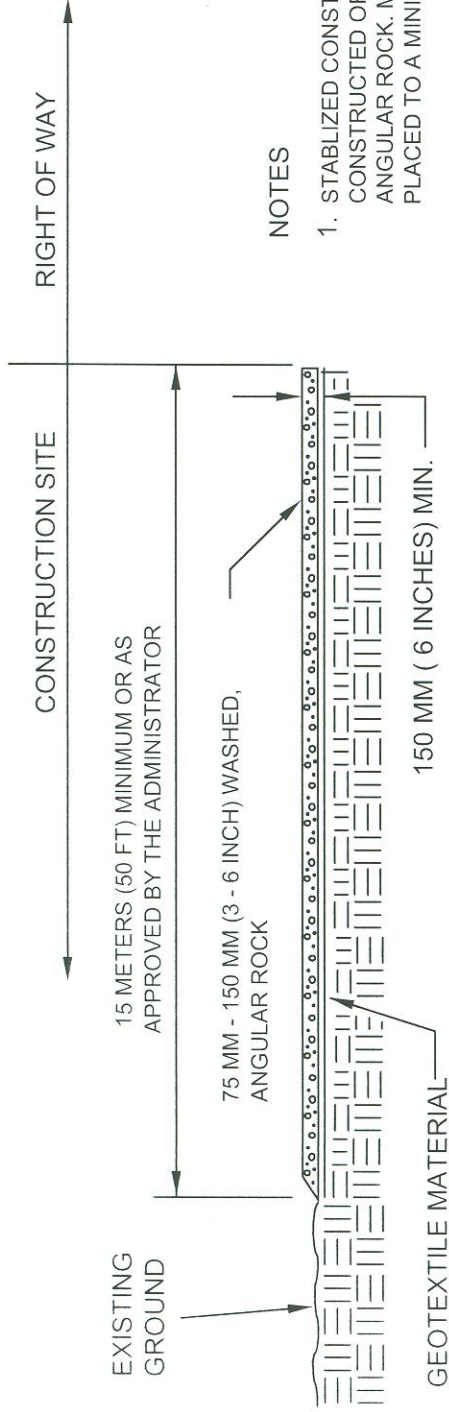 CONSTRUCTION SITE
RIGHT OF WAY
15 METERS (50 FT) MINIMUM OR AS
APPROVED BY THE ADMINISTRATOR
EXISTING
GROUND
75 MM - 150 MM (3 - 6 INCH) WASHED,
ANGULAR ROCK
GEOTEXTILE MATERIAL
150 MM ( 6 INCHES) MIN.
NOTES
1. STABLIZED CONST
CONSTRUCTED OF
ANGULAR ROCK.
PLACED TO A MINI